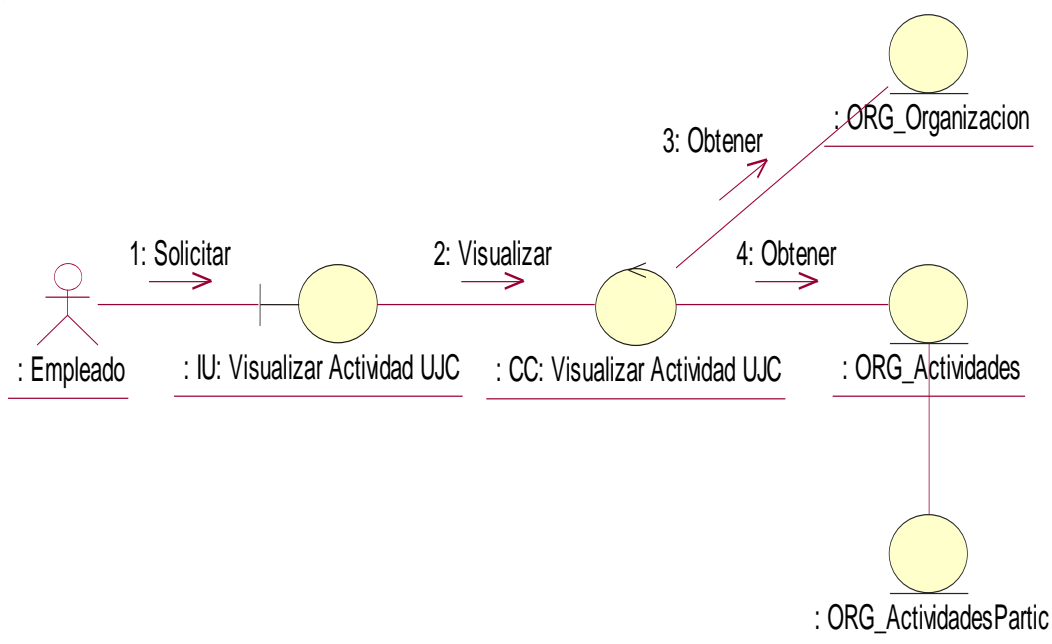 : ORG_Organizacion
3: Obtener
1: Solicitar
2: Visualizar
4: Obtener
: Empleado
: IU: Visualizar Actividad UJC
: CC: Visualizar Actividad UJC
: ORG_Actividades
: ORG_ActividadesPartic